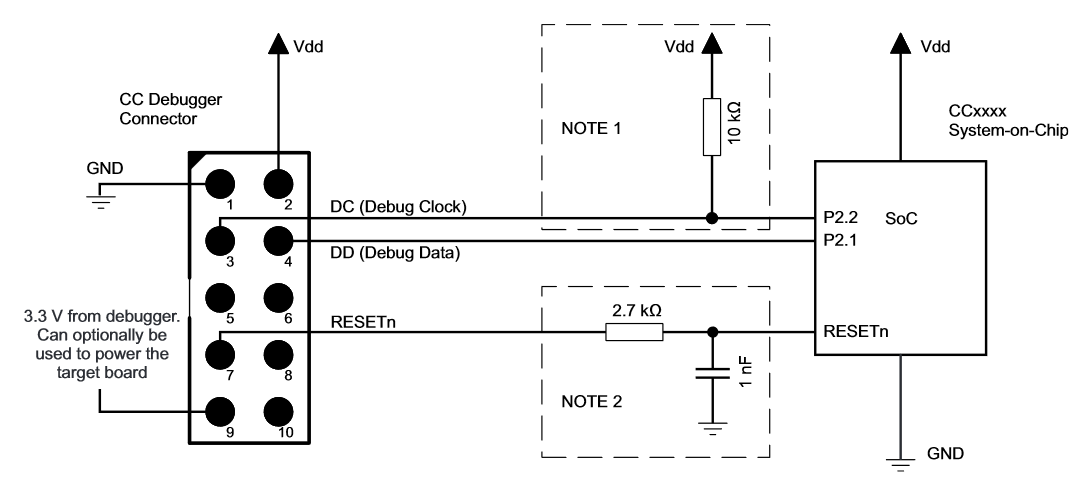 Vdd
Vdd
Vdd
CC Debugger
Connector
CCxxxx
System-on-Chip
NOTE 1
10 kΩ
GND
1
2
DC (Debug Clock)
P2.2
SoC
3
4
DD (Debug Data)
P2.1
3.3 V from debugger.
Can optionally be
used to power the
target board
5
6
RESETn
2.7 kΩ
RESETn
7
8
1 nF
NOTE 2
9
10
GND